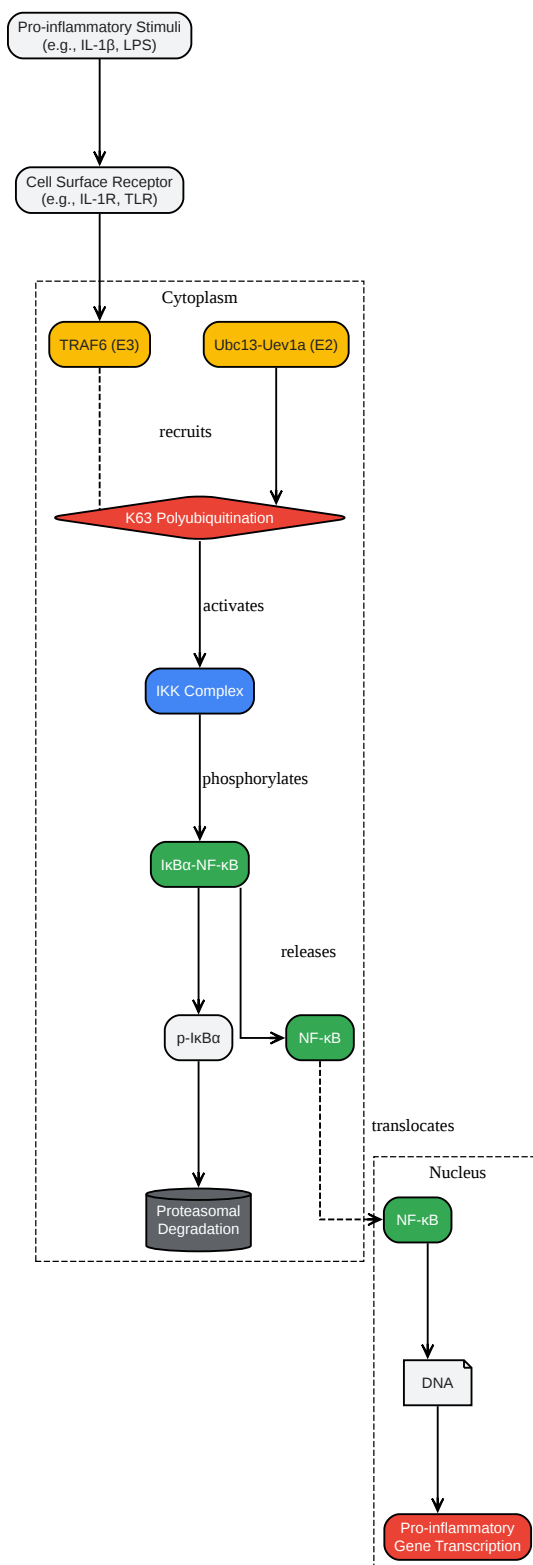 Pro-inflammatory Stimuli
(e.g., IL-1β, LPS)
Cell Surface Receptor
(e.g., IL-1R, TLR)
Cytoplasm
TRAF6 (E3)
Ubc13-Uev1a (E2)
recruits
K63 Polyubiquitination
activates
IKK Complex
phosphorylates
IκBα-NF-κB
releases
p-IκBα
NF-κB
translocates
Nucleus
Proteasomal
Degradation
NF-κB
DNA
Pro-inflammatory
Gene Transcription